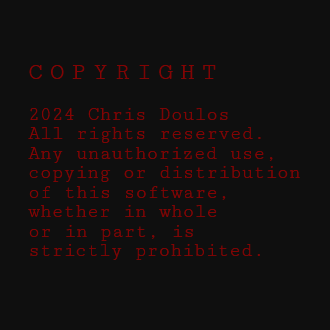 COPYRIGHT
2024 Chris Doulos
All rights reserved.
Any unauthorized use,
copying or distribution
of this software,
whether in whole
or in part, is
strictly prohibited.